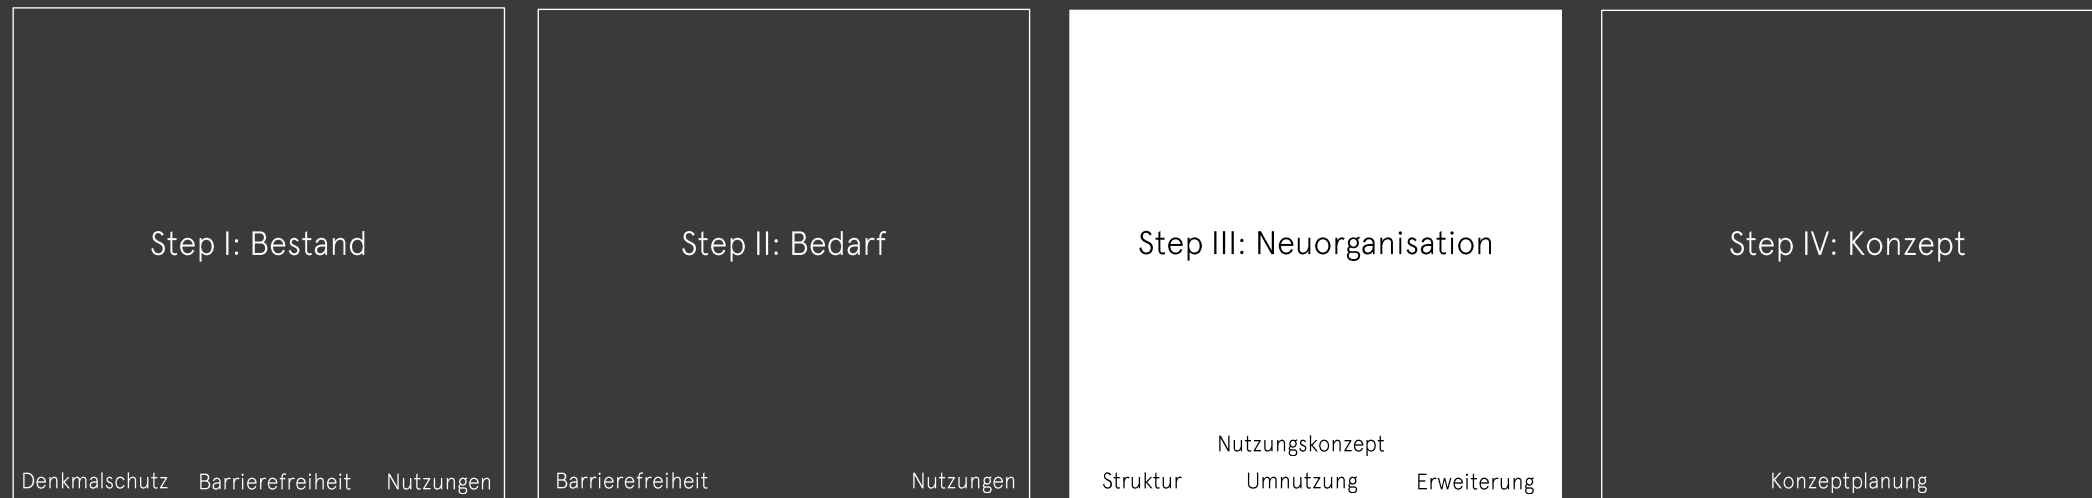 Step I: Bestand
Denkmalschutz Barrierefreiheit Nutzungen
Step II: Bedarf
Barrierefreiheit Nutzungen
Step III: Neuorganisation
Nutzungskonzept
Struktur Umnutzung Erweiterung
Step IV: Konzept
Konzeptplanung